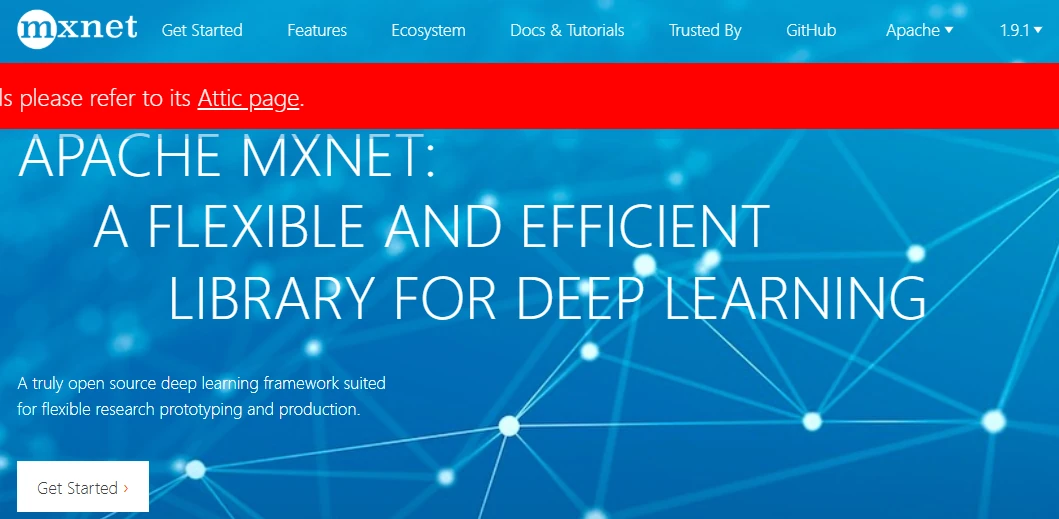 mxnet Get Started Features Ecosystem Docs & Tutorials Trusted By GitHub Apache ▾ 1.9.1 ▾
ls please refer to its Attic page.
APACHE MXNET:
A FLEXIBLE AND EFFICIENT
LIBRARY FOR DEEP LEARNING
A truly open source deep learning framework suited
for flexible research prototyping and production.
Get Started ›